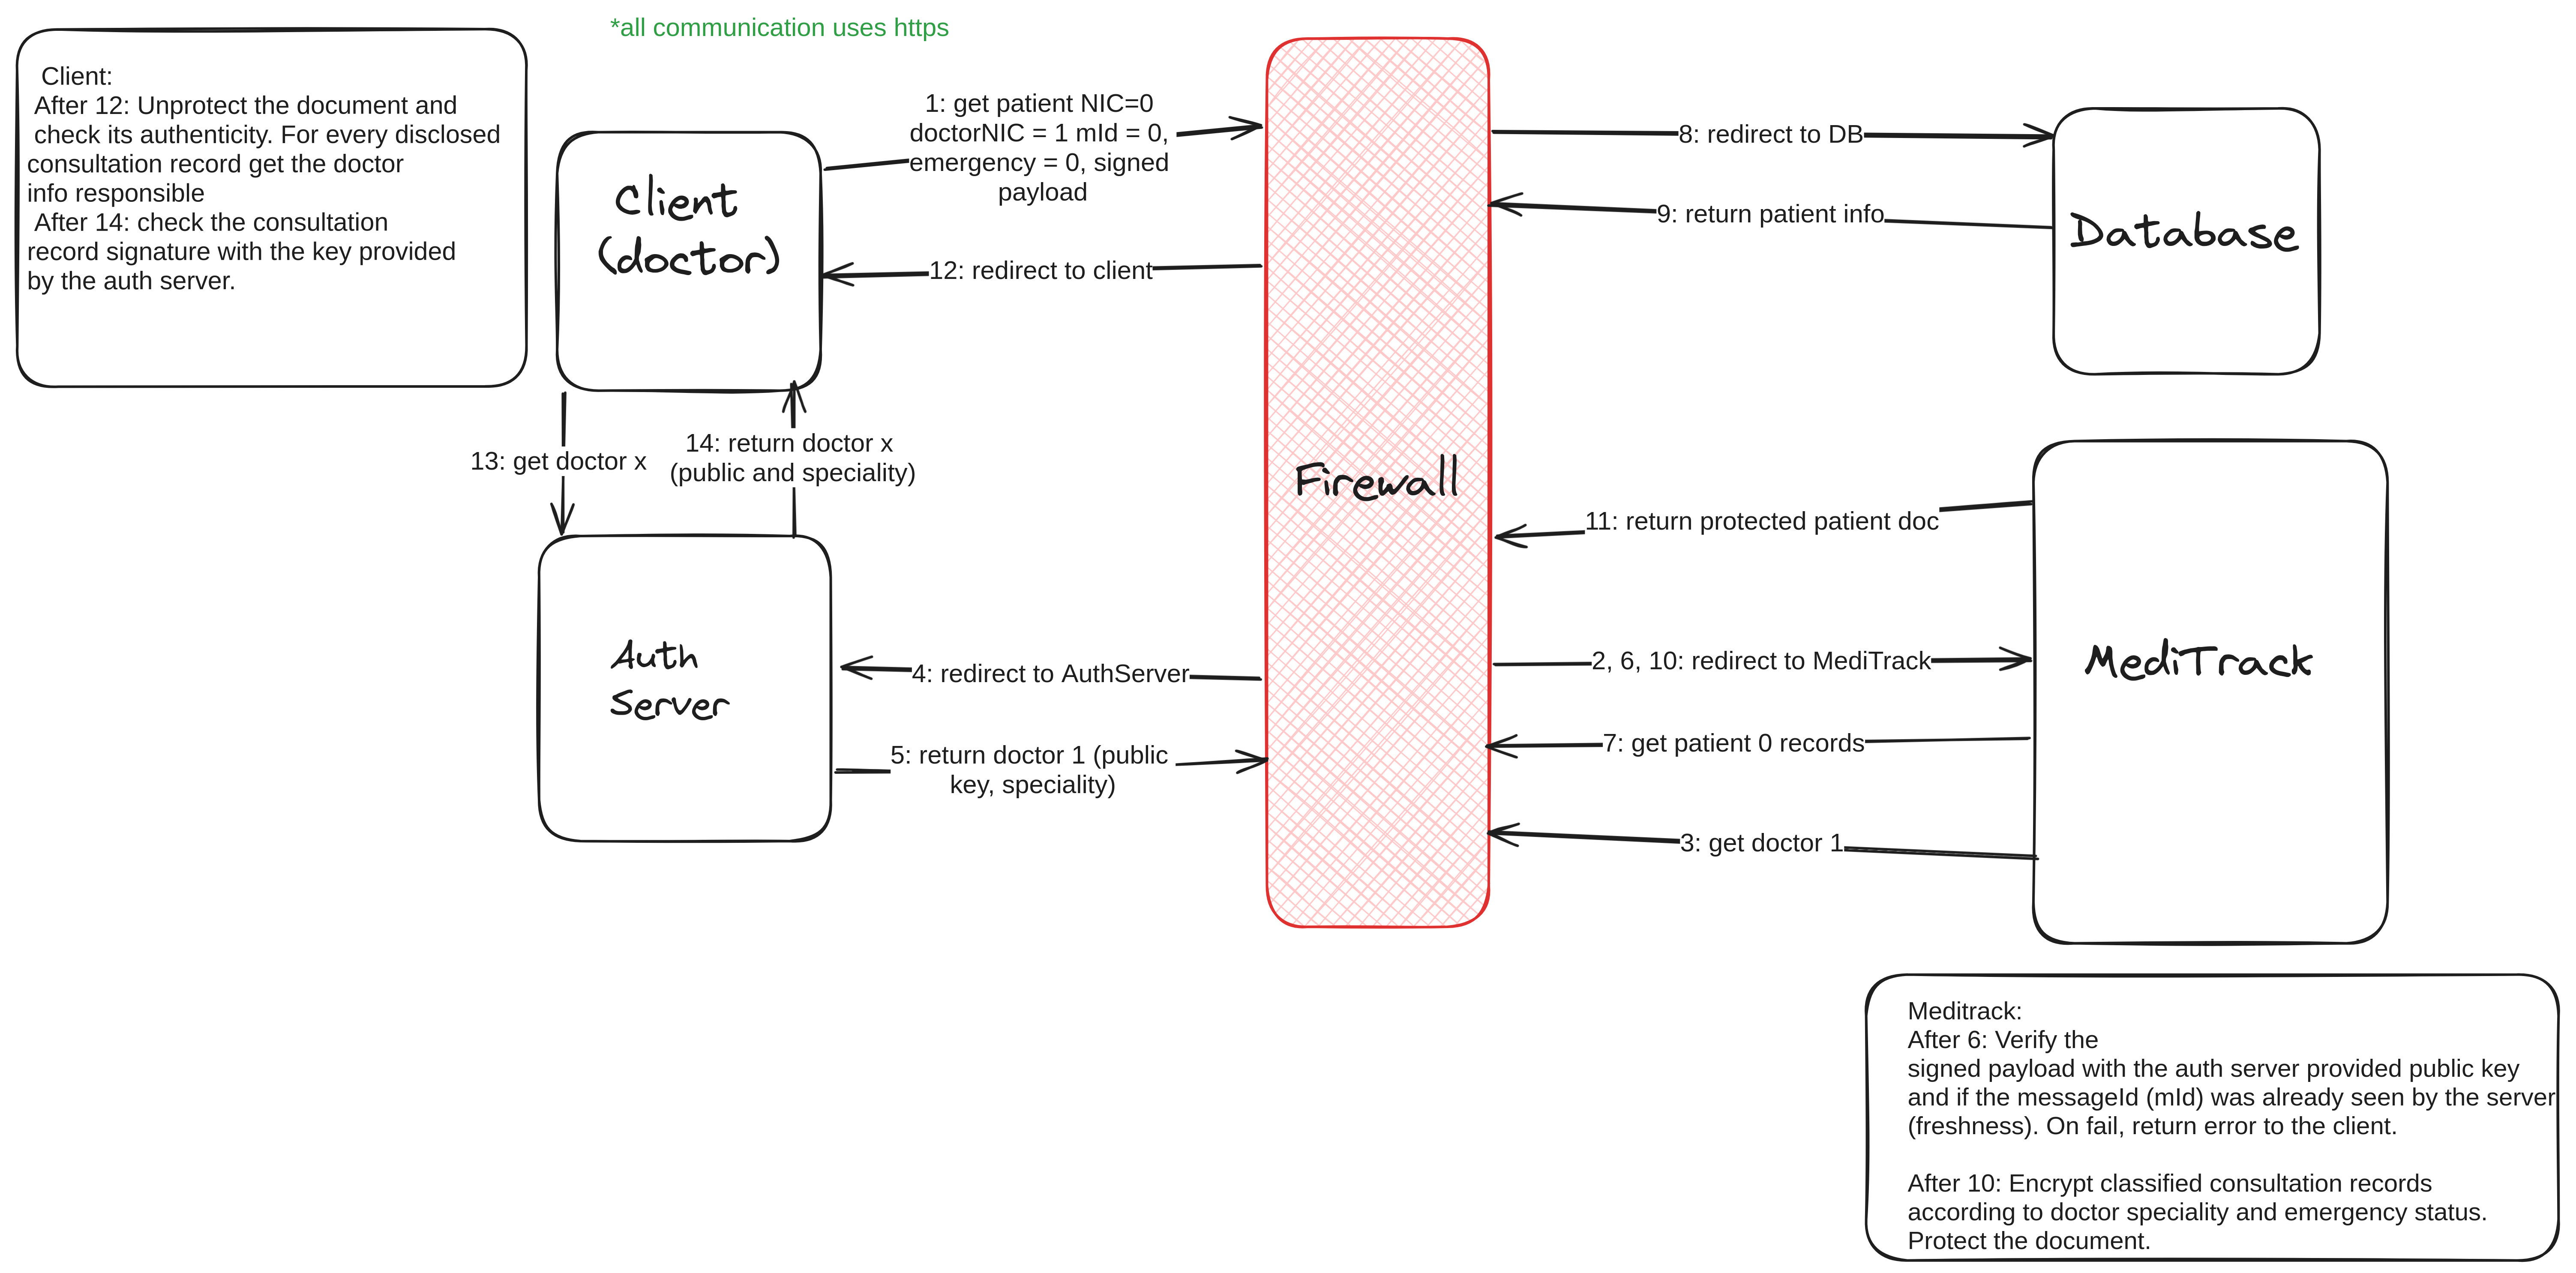 *all communication uses https
Client:
After 12: Unprotect the document and
check its authenticity. For every disclosed
consultation record get the doctor
info responsible
After 14: check the consultation
record signature with the key provided
by the auth server.
Client
(doctor)
1: get patient NIC=0
doctorNIC = 1 mId = 0,
emergency = 0, signed
payload
12: redirect to client
13: get doctor x
14: return doctor x
(public and speciality)
Auth
Server
4: redirect to AuthServer
5: return doctor 1 (public
key, speciality)
Firewall
8: redirect to DB
9: return patient info
Database
11: return protected patient doc
2, 6, 10: redirect to MediTrack
7: get patient 0 records
3: get doctor 1
MediTrack
Meditrack:
After 6: Verify the
signed payload with the auth server provided public key
and if the messageId (mId) was already seen by the server
(freshness). On fail, return error to the client.
After 10: Encrypt classified consultation records
according to doctor speciality and emergency status.
Protect the document.